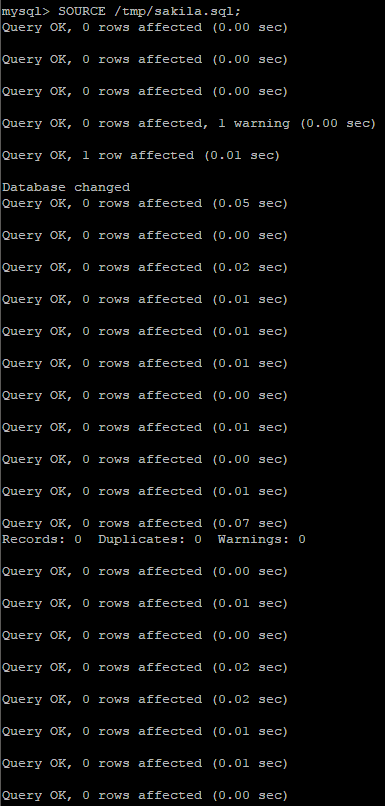 mysql> SOURCE /tmp/sakila.sql;
Query OK, 0 rows affected (0.00 sec)
Query OK, 0 rows affected (0.00 sec)
Query OK, 0 rows affected (0.00 sec)
Query OK, 0 rows affected, 1 warning (0.00 sec)
Query OK, 1 row affected (0.01 sec)
Database changed
Query OK, 0 rows affected (0.05 sec)
Query OK, 0 rows affected (0.00 sec)
Query OK, 0 rows affected (0.02 sec)
Query OK, 0 rows affected (0.01 sec)
Query OK, 0 rows affected (0.01 sec)
Query OK, 0 rows affected (0.01 sec)
Query OK, 0 rows affected (0.00 sec)
Query OK, 0 rows affected (0.01 sec)
Query OK, 0 rows affected (0.00 sec)
Query OK, 0 rows affected (0.01 sec)
Query OK, 0 rows affected (0.07 sec)
Records: 0  Duplicates: 0  Warnings: 0
Query OK, 0 rows affected (0.00 sec)
Query OK, 0 rows affected (0.01 sec)
Query OK, 0 rows affected (0.00 sec)
Query OK, 0 rows affected (0.02 sec)
Query OK, 0 rows affected (0.02 sec)
Query OK, 0 rows affected (0.01 sec)
Query OK, 0 rows affected (0.01 sec)
Query OK, 0 rows affected (0.00 sec)